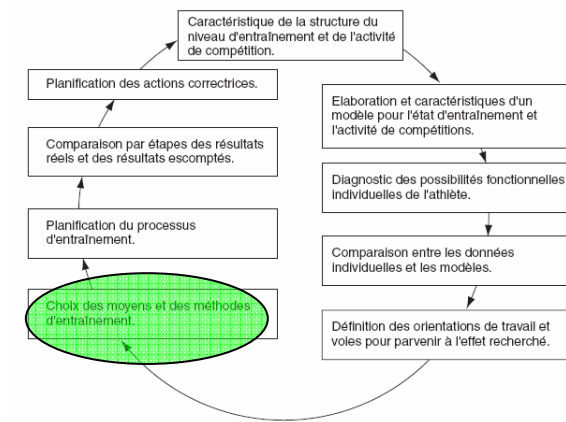 Caractéristique de la structure du
niveau d'entraînement et de l'activité
de compétition.
Elaboration et caractéristiques d'un
modèle pour l'état d'entraînement et
l'activité de compétitions.
Diagnostic des possibilités fonctionnelles
individuelles de l'athlète.
Comparaison entre les données
individuelles et les modèles.
Définition des orientations de travail et
voies pour parvenir à l'effet recherché.
Choix des moyens et des méthodes
d'entraînement.
Planification du processus
d'entraînement.
Comparaison par étapes des résultats
réels et des résultats escomptés.
Planification des actions correctrices.